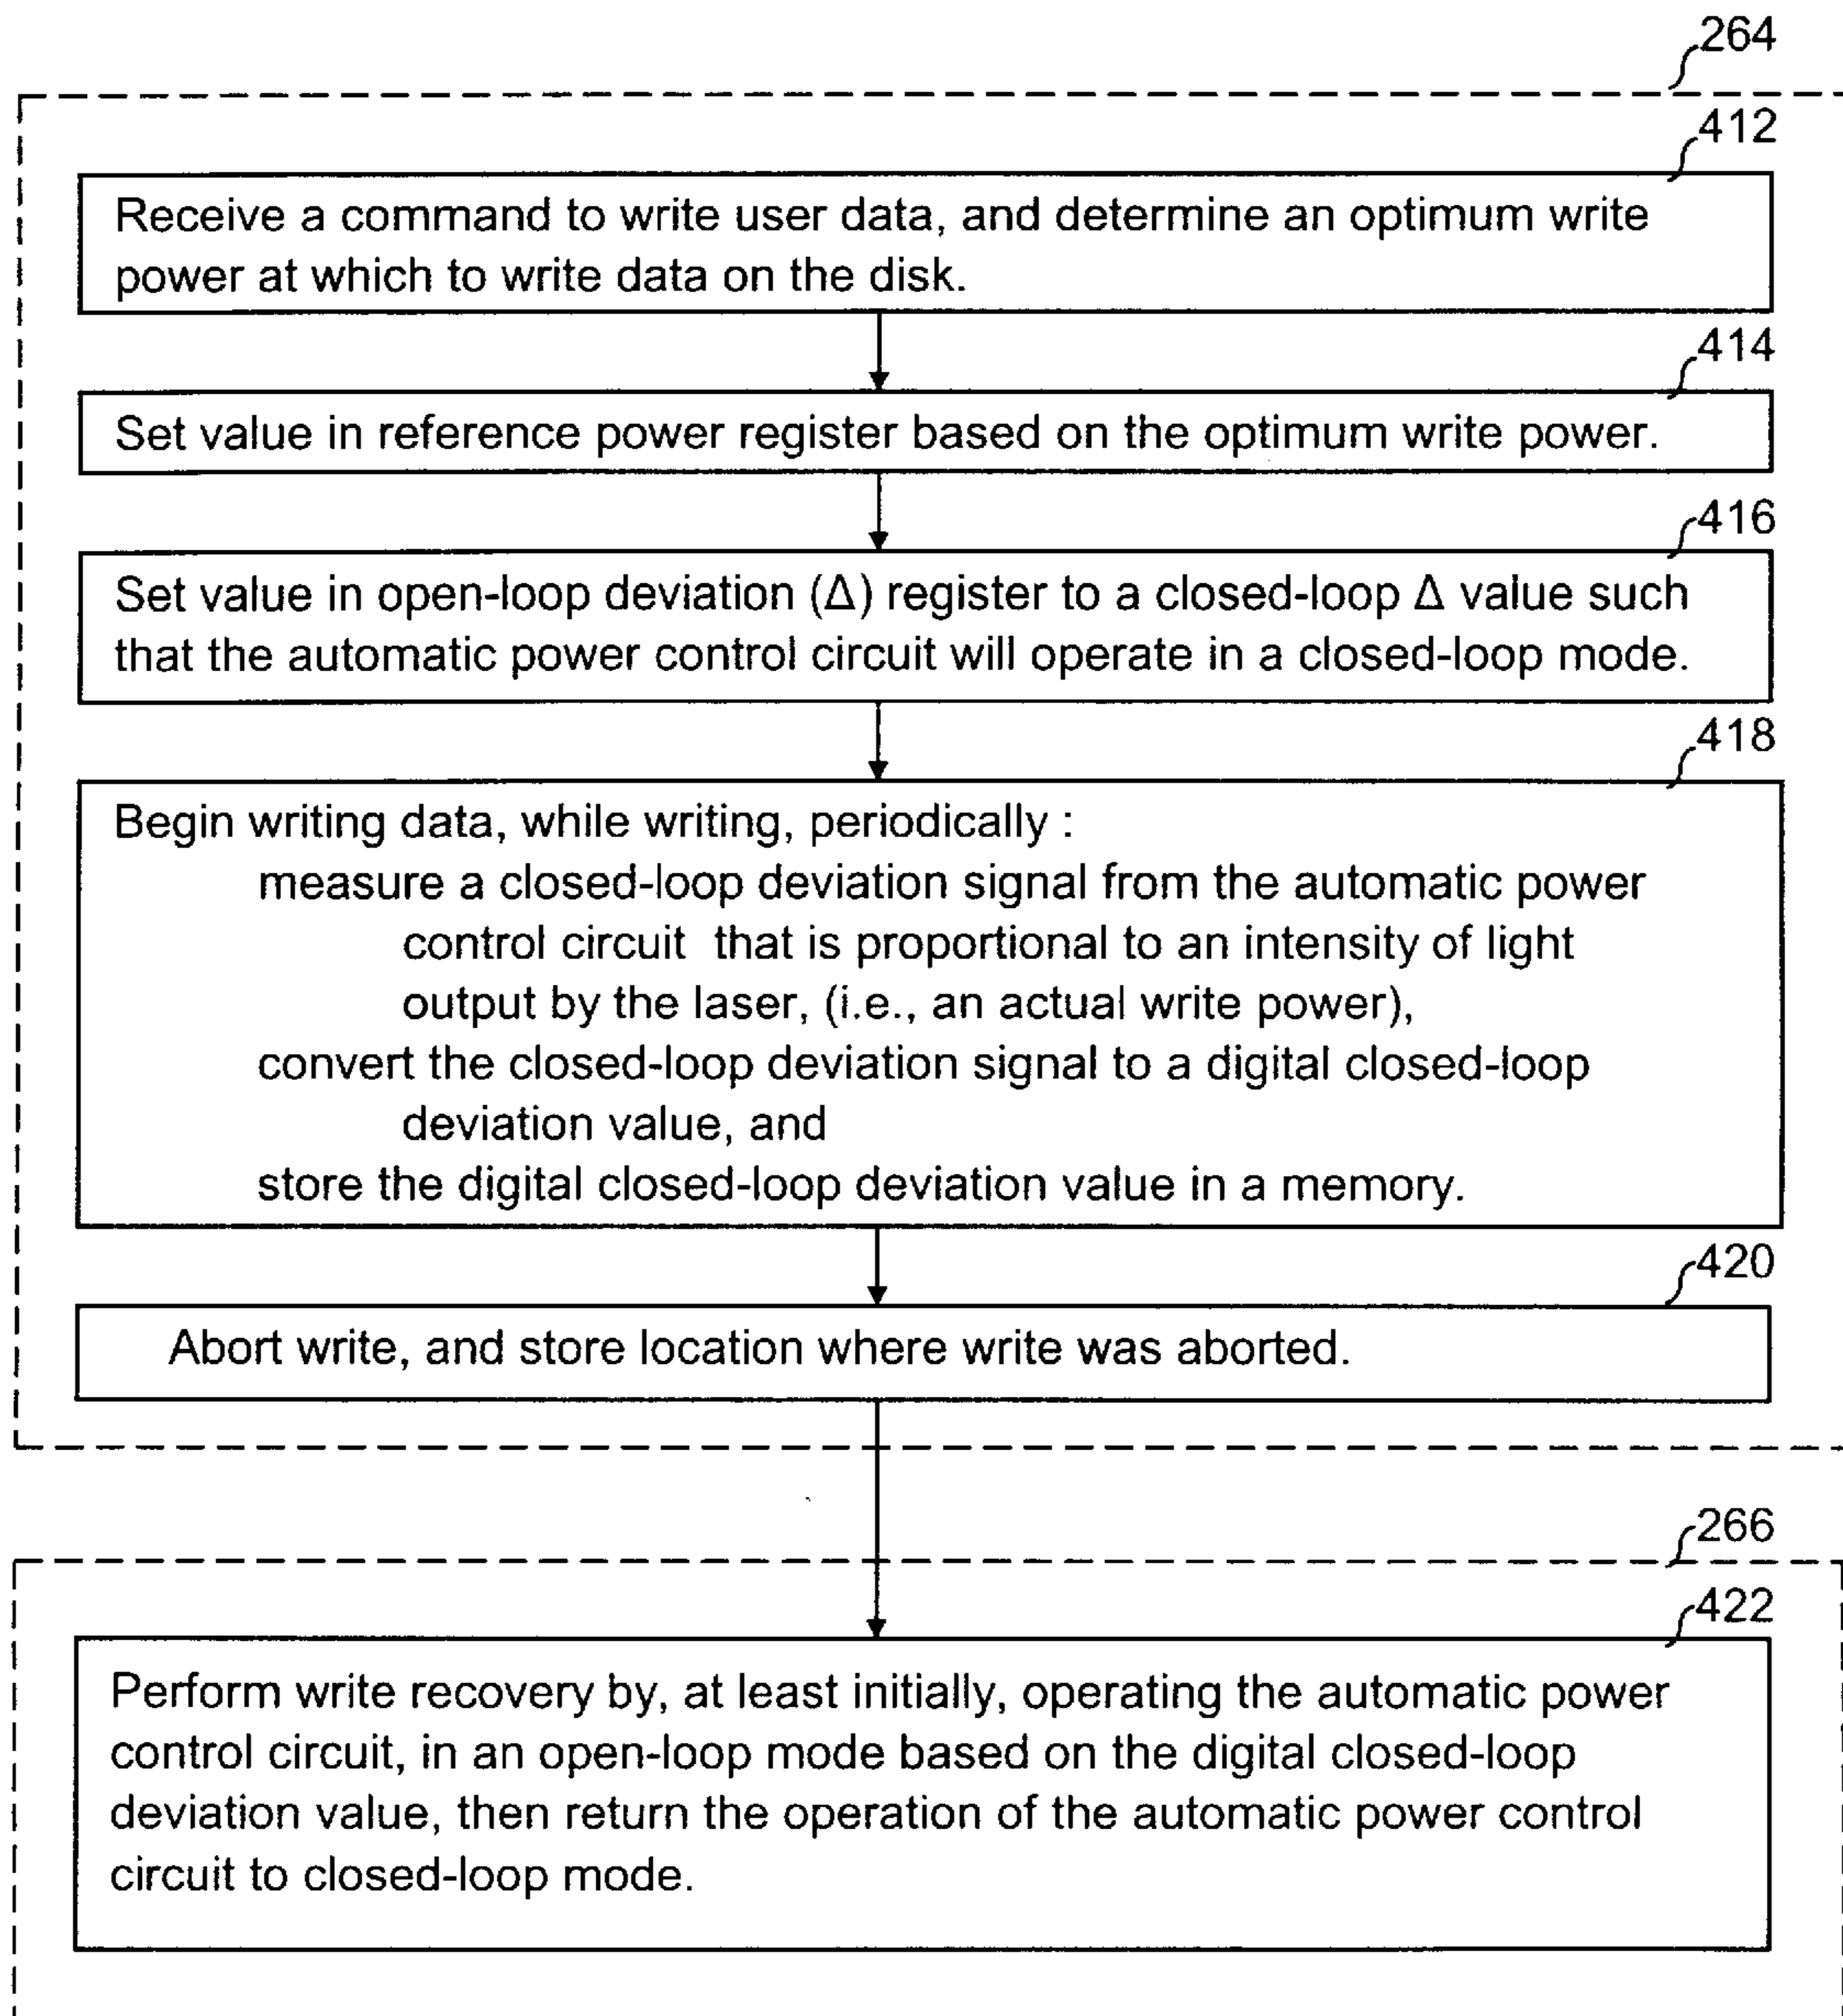 264
412
Receive a command to write user data, and determine an optimum write
power at which to write data on the disk.
414
Set value in reference power register based on the optimum write power.
416
Set value in open-loop deviation (Δ) register to a closed-loop Δ value such
that the automatic power control circuit will operate in a closed-loop mode.
418
Begin writing data, while writing, periodically :
measure a closed-loop deviation signal from the automatic power
control circuit that is proportional to an intensity of light
output by the laser, (i.e., an actual write power),
convert the closed-loop deviation signal to a digital closed-loop
deviation value, and
store the digital closed-loop deviation value in a memory.
420
Abort write, and store location where write was aborted.
266
422
Perform write recovery by, at least initially, operating the automatic power
control circuit, in an open-loop mode based on the digital closed-loop
deviation value, then return the operation of the automatic power control
circuit to closed-loop mode.